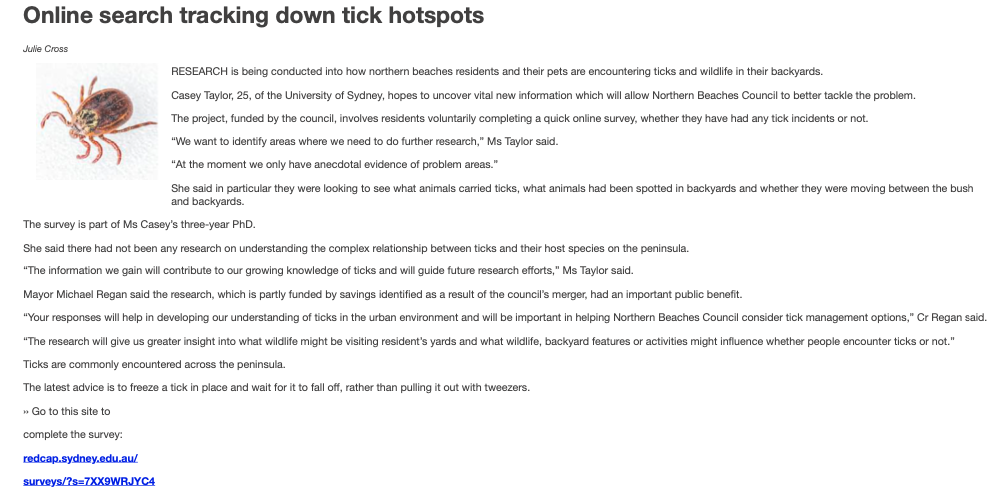 Online search tracking down tick hotspots
Julie Cross
RESEARCH is being conducted into how northern beaches residents and their pets are encountering ticks and wildlife in their backyards.
Casey Taylor, 25, of the University of Sydney, hopes to uncover vital new information which will allow Northern Beaches Council to better tackle the problem.
The project, funded by the council, involves residents voluntarily completing a quick online survey, whether they have had any tick incidents or not.
“We want to identify areas where we need to do further research,” Ms Taylor said.
“At the moment we only have anecdotal evidence of problem areas.”
She said in particular they were looking to see what animals carried ticks, what animals had been spotted in backyards and whether they were moving between the bush
and backyards.
The survey is part of Ms Casey’s three-year PhD.
She said there had not been any research on understanding the complex relationship between ticks and their host species on the peninsula.
“The information we gain will contribute to our growing knowledge of ticks and will guide future research efforts,” Ms Taylor said.
Mayor Michael Regan said the research, which is partly funded by savings identified as a result of the council’s merger, had an important public benefit.
“Your responses will help in developing our understanding of ticks in the urban environment and will be important in helping Northern Beaches Council consider tick management options,” Cr Regan said.
“The research will give us greater insight into what wildlife might be visiting resident’s yards and what wildlife, backyard features or activities might influence whether people encounter ticks or not.”
Ticks are commonly encountered across the peninsula.
The latest advice is to freeze a tick in place and wait for it to fall off, rather than pulling it out with tweezers.
›› Go to this site to
complete the survey:
redcap.sydney.edu.au/
surveys/?s=7XX9WRJYC4